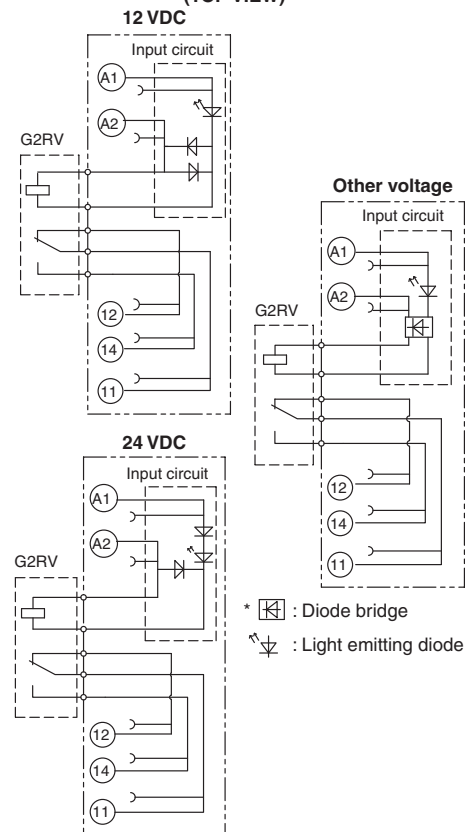 (TOP VIEW)
12 VDC
Input circuit
A1
A2
G2RV
12
14
11
Other voltage
Input circuit
A1
A2
G2RV
12
14
11
24 VDC
Input circuit
A1
A2
G2RV
12
14
11
* : Diode bridge
: Light emitting diode